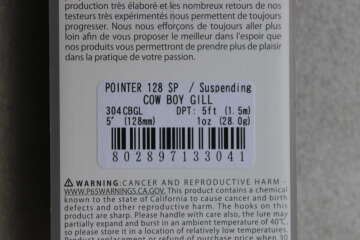 production très élaboré et les nombreux retours de nos
testeurs très expérimentés nous permettent de toujours
progresser. Nous nous efforçons de toujours aller plus
loin afin de vous proposer le meilleur dans l'espoir que
nos produits vous permettront de prendre plus de plaisir
dans la pratique de votre passion.
POINTER 128 SP / Suspending
COW BOY GILL
304CBGL DPT: 5ft (1.5m)
5" (128mm) 1oz (28.0g)
802897133041
WARNING: CANCER AND REPRODUCTIVE HARM -
WWW.P65WARNINGS.CA.GOV. This product contains a chemical
known to the state of California to cause cancer and birth
defects and other reproductive harm. The hooks on
this product are sharp. Please handle with care also, the lure may
partially expand and burst in an ambient temperature of 40°C
so please store it in a location of relatively low temperature.